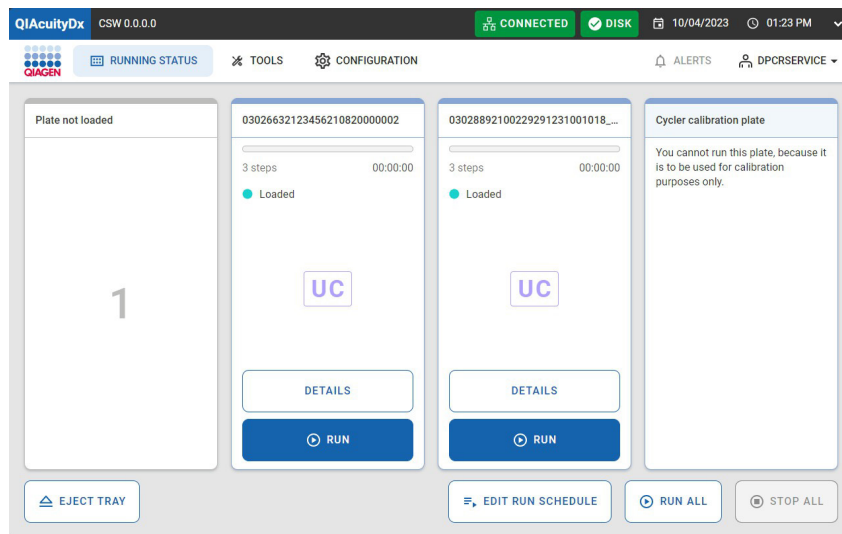 QIAcuityDx CSW 0.0.0.0 CONNECTED DISK 10/04/2023 01:23 PM
QIAGEN RUNNING STATUS TOOLS CONFIGURATION ALERTS DPCRSERVICE
Plate not loaded
1
03026632123456210820000002
3 steps 00:00:00
Loaded
UC
DETAILS
RUN
03028892100229291231001018_...
3 steps 00:00:00
Loaded
UC
DETAILS
RUN
Cycler calibration plate
You cannot run this plate, because it
is to be used for calibration
purposes only.
EJECT TRAY EDIT RUN SCHEDULE RUN ALL STOP ALL